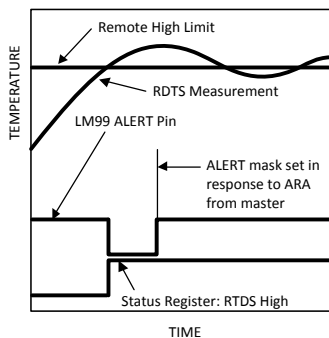 Remote High Limit
TEMPERATURE
RDTS Measurement
LM99 ALERT Pin
ALERT mask set in
response to ARA
from master
Status Register: RTDS High
TIME